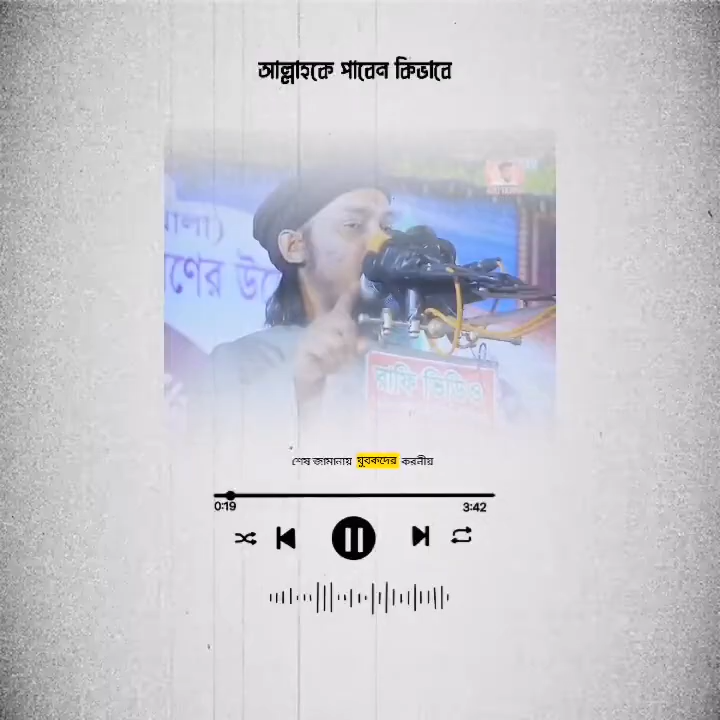 আল্লাহকে পাবেন কিভাবে
ালা)
ণের উ
রাফি ভিডিও
শেষ জামানায় যুবকদের করনীয়
0:19 3:42